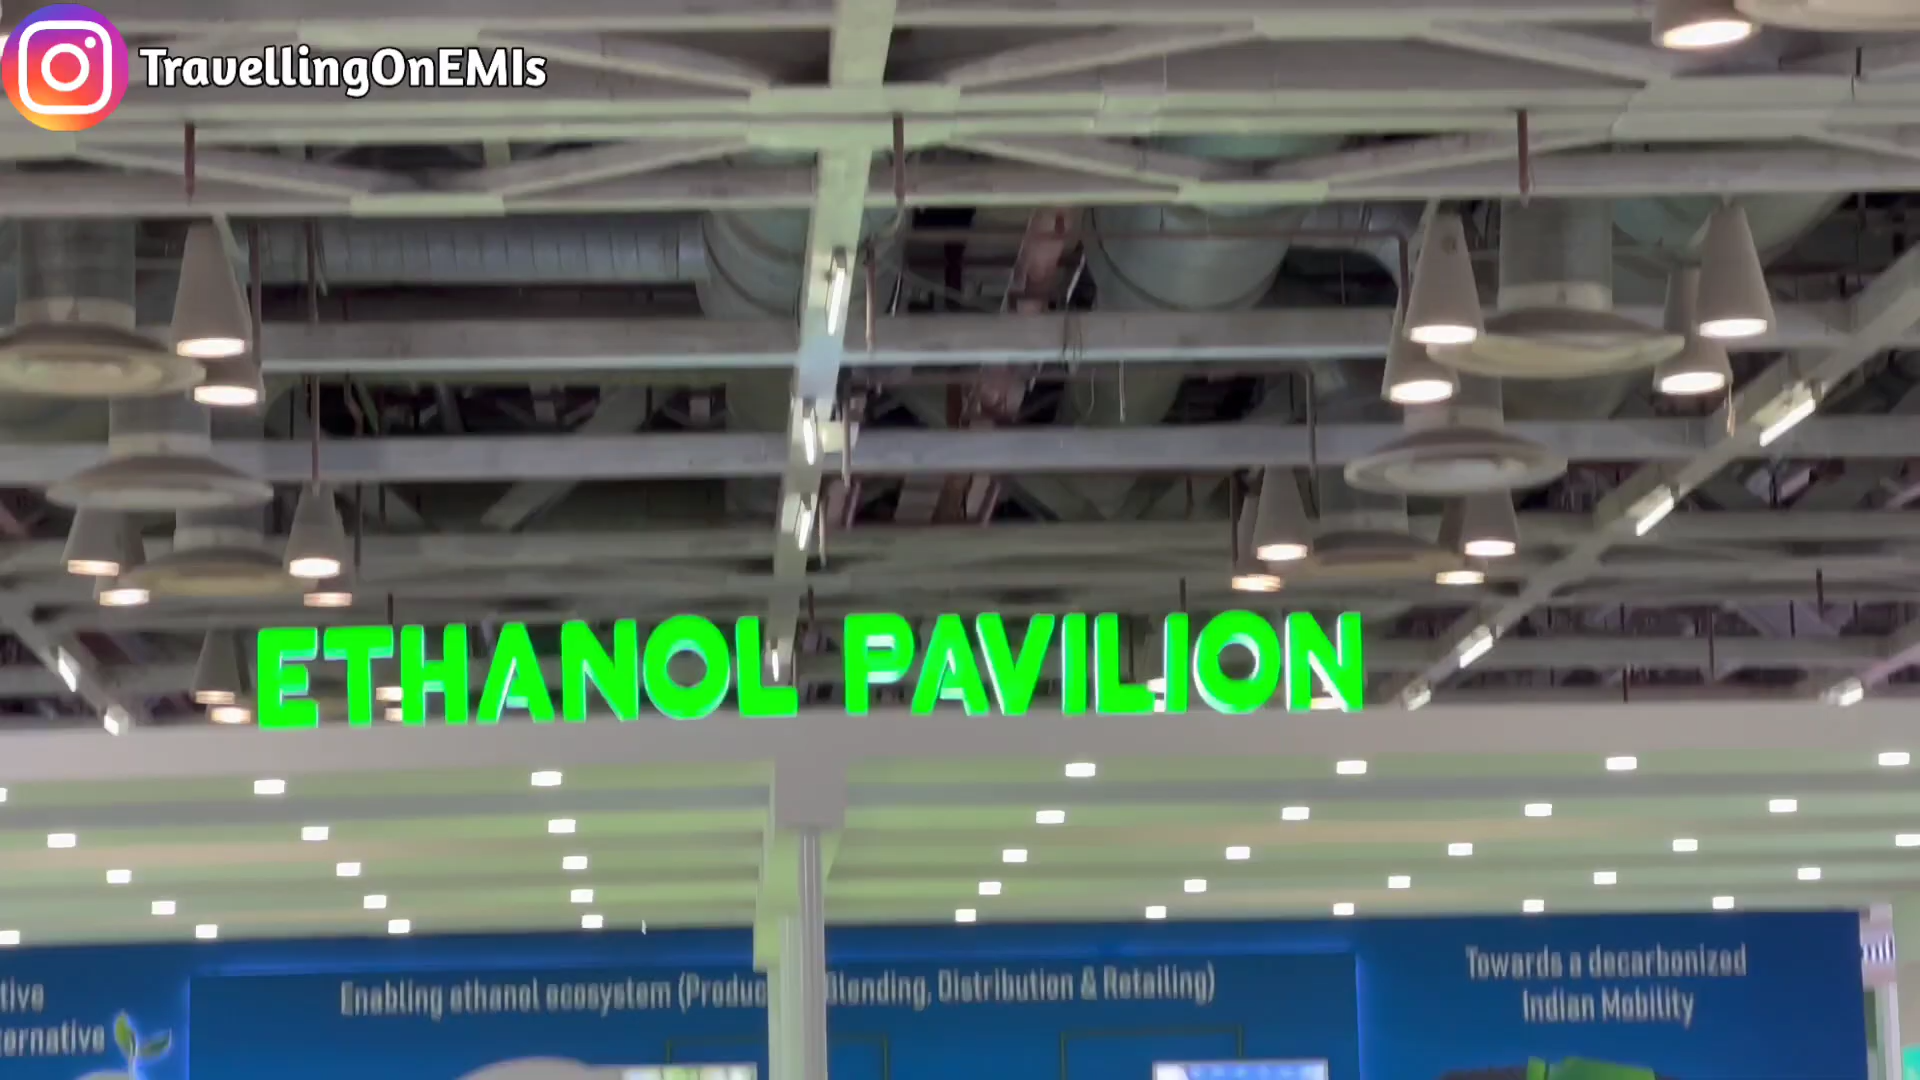 TravellingOnEMIs
ETHANOL PAVILION
Enabling ethanol ecosystem (Produc Blending, Distribution & Retailing)
Towards a decarbonized
Indian Mobility
tive
ernative